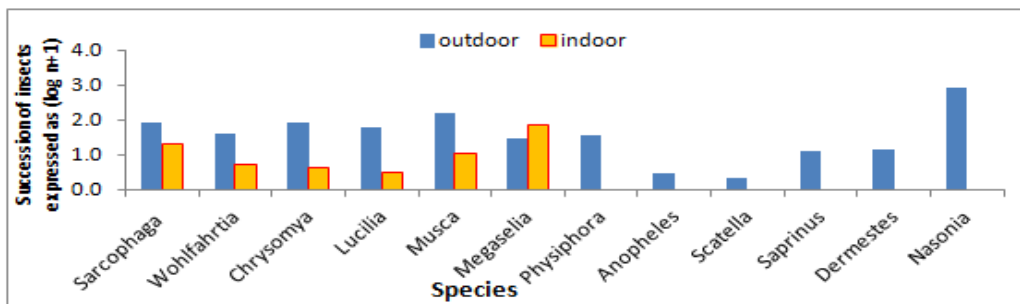 Succession of insects
expressed as (log n+1)
outdoor indoor
4.0
3.0
2.0
1.0
0.0
Sarcophaga
Wohlfahrtia
Chrysomya
Lucilia
Musca
Megaselia
Physiphora
Anopheles
Scatella
Saprinus
Dermestes
Nasonia
Species